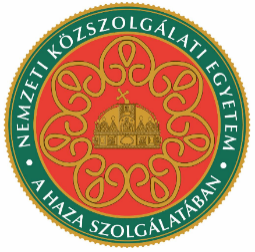 NEMZETI KÖZSZOLGÁLATI EGYETEM
• A HAZA SZOLGÁLATÁBAN •